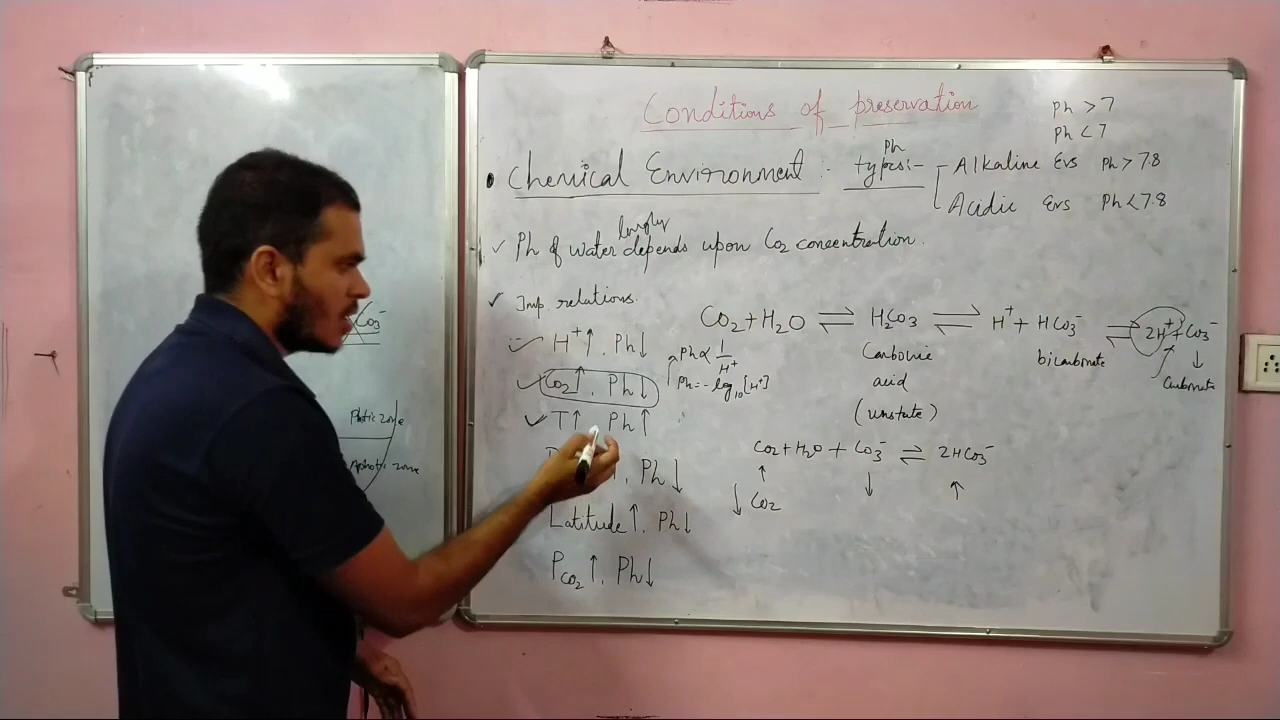 Conditions of preservation
Ph > 7
Ph < 7
• Chemical Environment :- Ph types:-
Alkaline Evs Ph > 7.8
Acidic Evs Ph < 7.8
✓ Ph of water largly depends upon Co2 concentration.
✓ Imp. relations.
Co2 + H2O ⇌ H2Co3 ⇌ H+ + HCo3- ⇌ 2H+ + Co3-
Carbonic acid (unstate)
bicarbonate
Carbonate
✓ H+ ↑ . Ph ↓
Ph ∝ 1/H+
Ph = - log10 [H+]
✓ Co2 ↑ . Ph ↓
✓ T ↑ Ph ↑
Co2 + H2O + Co3- ⇌ 2HCo3-
↑ ↓ ↑
↓ Co2
↑ . Ph ↓
Latitude ↑ . Ph ↓
PCO2 ↑ . Ph ↓
Co3-
Photic zone
Aphotic zone